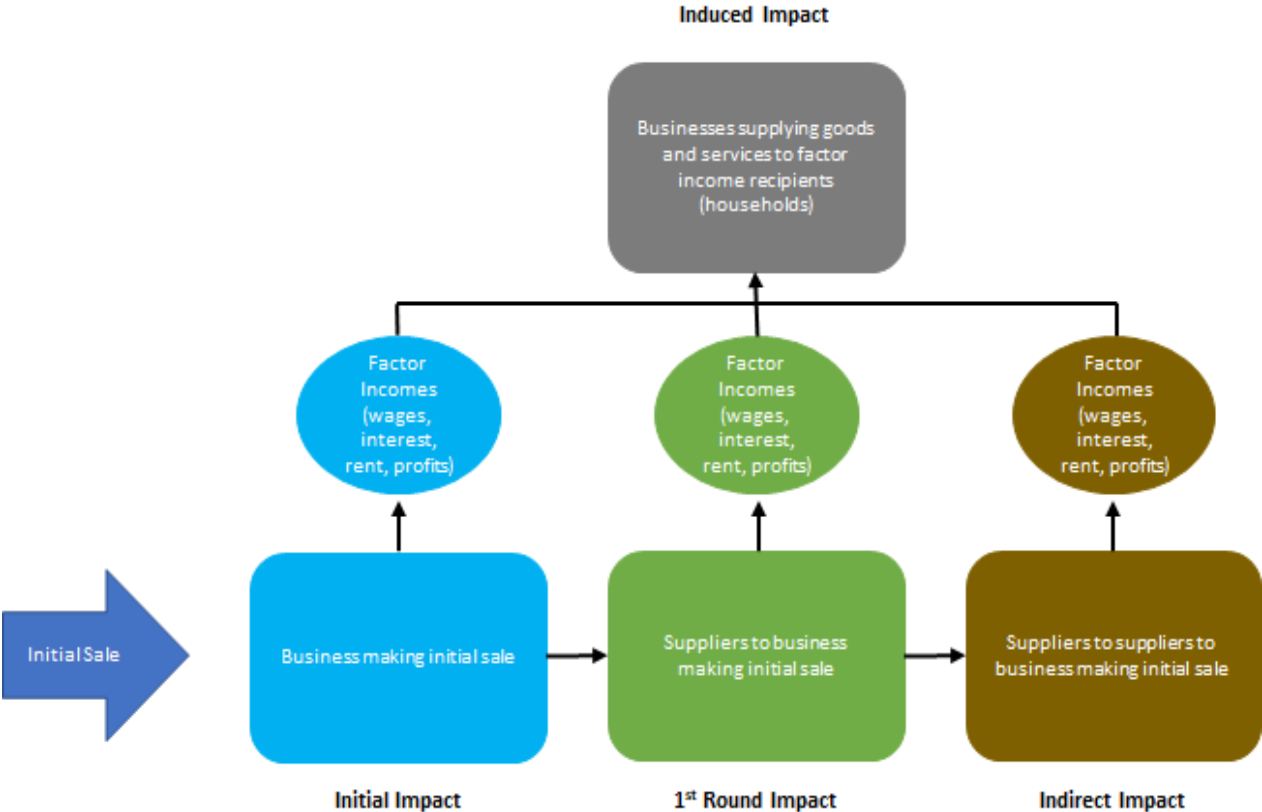 Induced Impact
Businesses supplying goods
and services to factor
income recipients
(households)
Factor
Incomes
(wages,
interest,
rent, profits)
Factor
Incomes
(wages,
interest,
rent, profits)
Factor
Incomes
(wages,
interest,
rent, profits)
Initial Sale
Business making initial sale
Suppliers to business
making initial sale
Suppliers to suppliers to
business making initial sale
Initial Impact
1st Round Impact
Indirect Impact